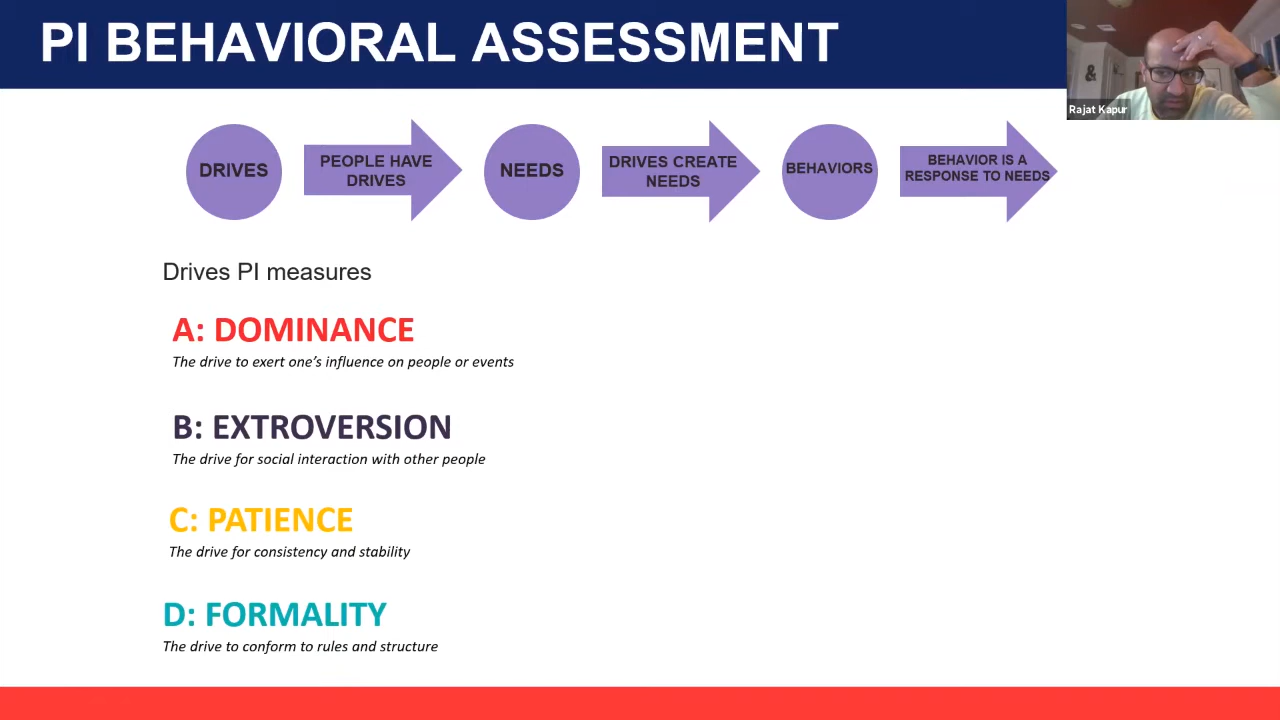 PI BEHAVIORAL ASSESSMENT
&
Rajat Kapur
DRIVES
PEOPLE HAVE
DRIVES
NEEDS
DRIVES CREATE
NEEDS
BEHAVIORS
BEHAVIOR IS A
RESPONSE TO NEEDS
Drives PI measures
A: DOMINANCE
The drive to exert one’s influence on people or events
B: EXTROVERSION
The drive for social interaction with other people
C: PATIENCE
The drive for consistency and stability
D: FORMALITY
The drive to conform to rules and structure